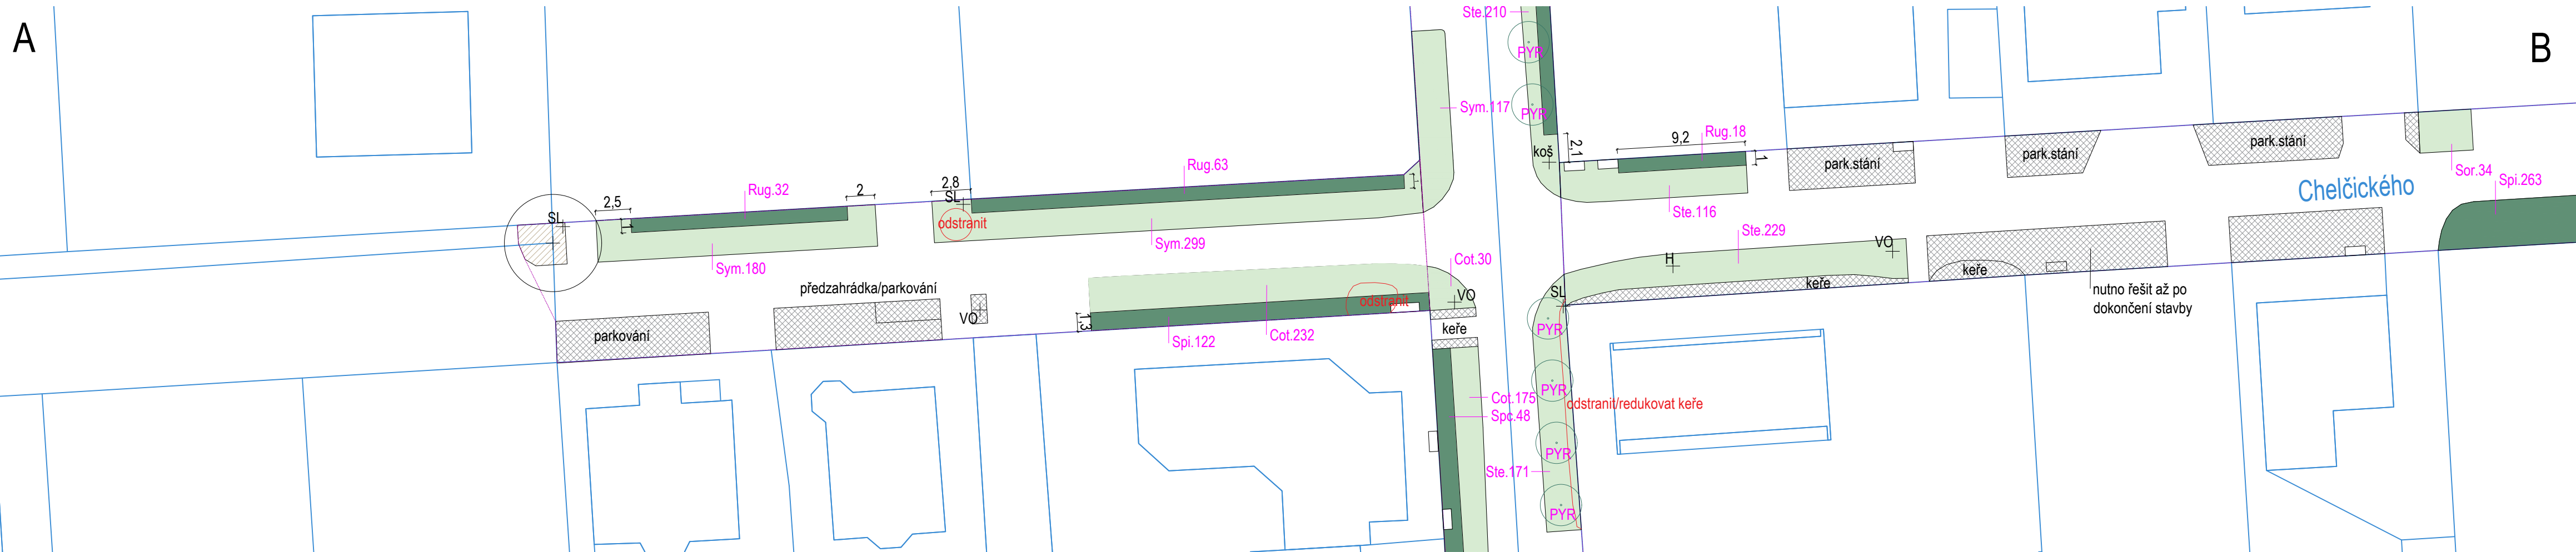 A
B
Ste.210
PYR
PYR
Sym.117
koš
2,1
9,2
Rug.18
1
park.stání
park.stání
park.stání
Sor.34
Chelčického
Spi.263
Rug.32
2
2,5
SL
1
Sym.180
2,8
SL
odstranit
Rug.63
1
Sym.299
Ste.116
Ste.229
VO
H
keře
keře
nutno řešit až po
dokončení stavby
předzahrádka/parkování
parkování
VO
1,3
Spi.122
Cot.232
odstranit
Cot.30
VO
keře
SL
PYR
PYR
odstranit/redukovat keře
Cot.175
Spc.48
PYR
Ste.171
PYR